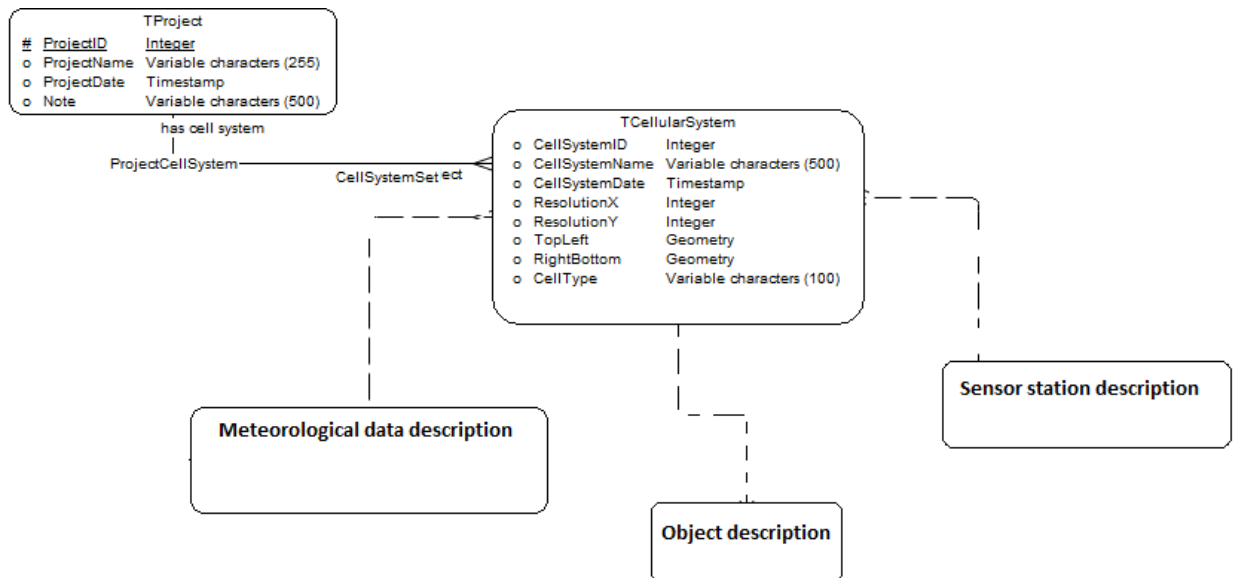 TProject
# ProjectID Integer
o ProjectName Variable characters (255)
o ProjectDate Timestamp
o Note Variable characters (500)
has cell system
ProjectCellSystem
CellSystemSet ect
TCellularSystem
o CellSystemID Integer
o CellSystemName Variable characters (500)
o CellSystemDate Timestamp
o ResolutionX Integer
o ResolutionY Integer
o TopLeft Geometry
o RightBottom Geometry
o CellType Variable characters (100)
Sensor station description
Meteorological data description
Object description